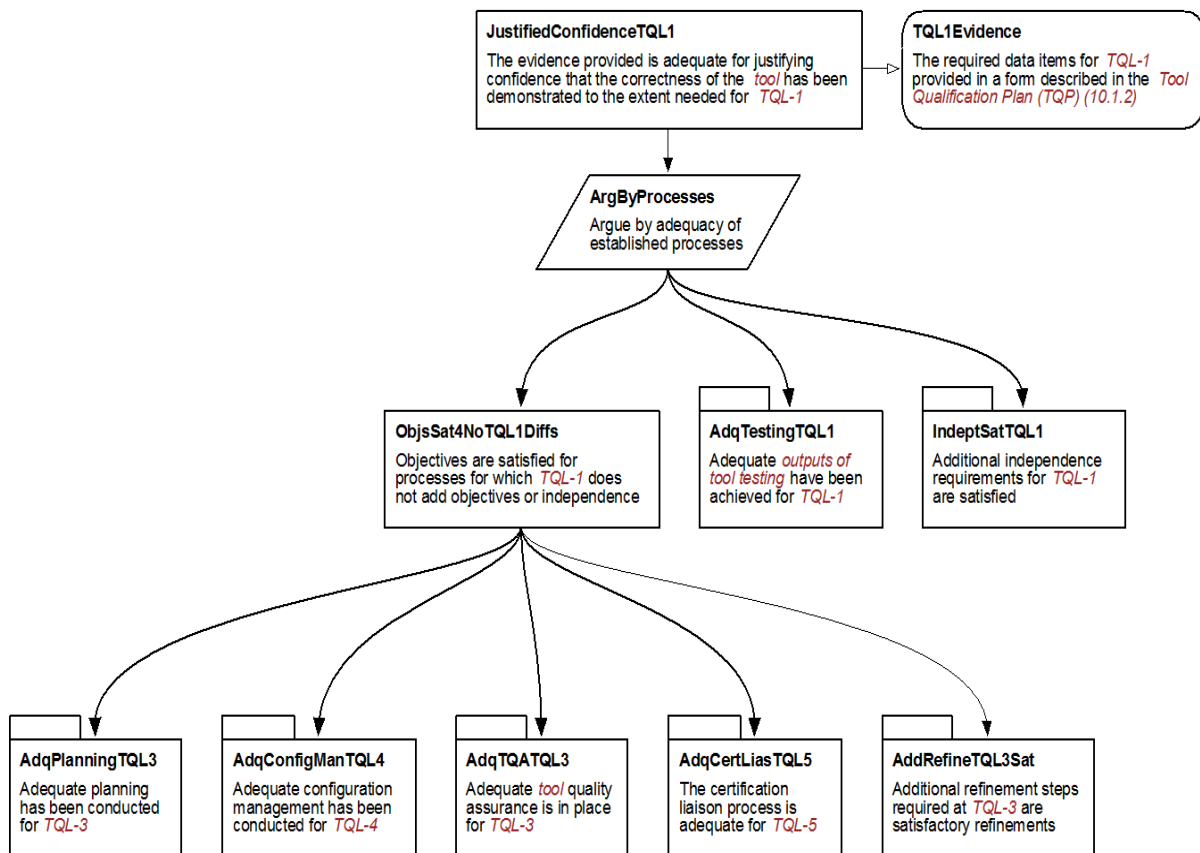 JustifiedConfidenceTQL1
The evidence provided is adequate for justifying
confidence that the correctness of the tool has been
demonstrated to the extent needed for TQL-1
TQL1Evidence
The required data items for TQL-1
provided in a form described in the Tool
Qualification Plan (TQP) (10.1.2)
ArgByProcesses
Argue by adequacy of
established processes
ObjsSat4NoTQL1Diffs
Objectives are satisfied for
processes for which TQL-1 does
not add objectives or independence
AdqTestingTQL1
Adequate outputs of
tool testing have been
achieved for TQL-1
IndeptSatTQL1
Additional independence
requirements for TQL-1
are satisfied
AdqPlanningTQL3
Adequate planning
has been conducted
for TQL-3
AdqConfigManTQL4
Adequate configuration
management has been
conducted for TQL-4
AdqTQATQL3
Adequate tool quality
assurance is in place
for TQL-3
AdqCertLiasTQL5
The certification
liaison process is
adequate for TQL-5
AddRefineTQL3Sat
Additional refinement steps
required at TQL-3 are
satisfactory refinements